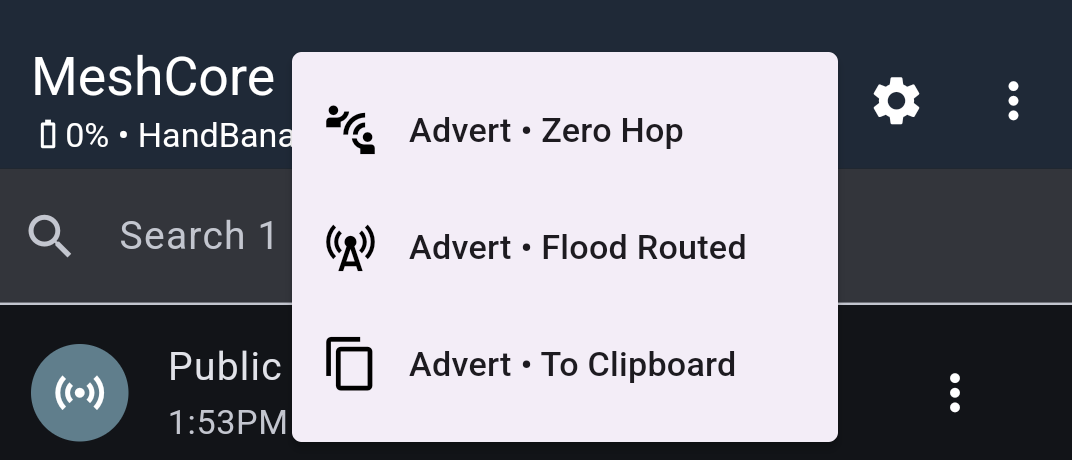 MeshCore
0% • HandBana
Advert • Zero Hop
Search 1
Advert • Flood Routed
Public
1:53PM
Advert • To Clipboard